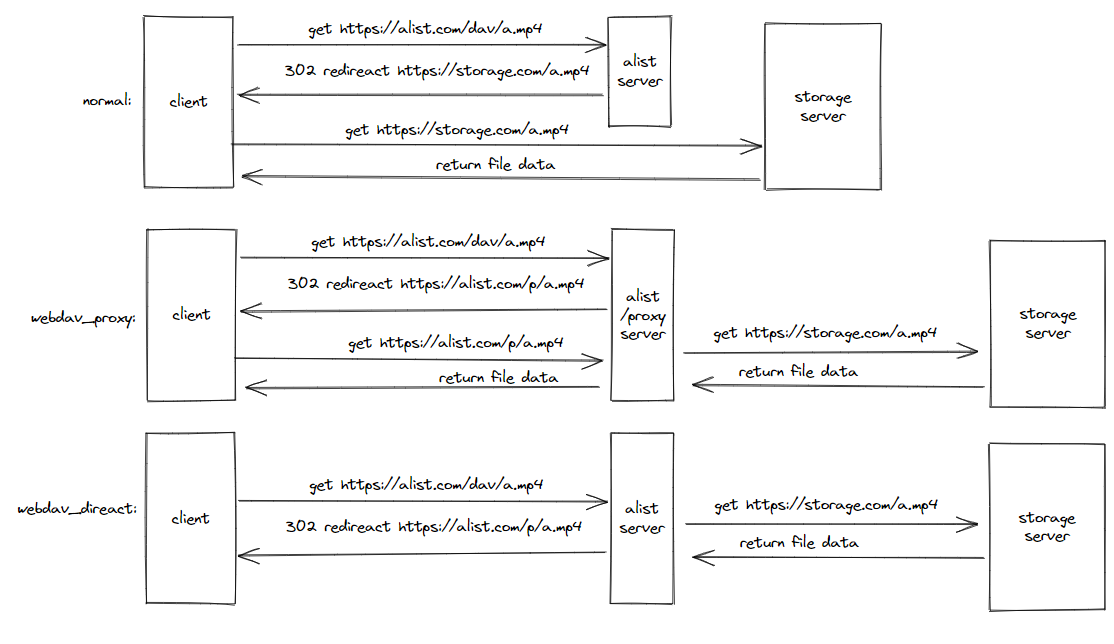 get https://alist.com/dav/a.mp4
302 redireact https://storage.com/a.mp4
alist
server
normal:
client
storage
server
get https://storage.com/a.mp4
return file data
get https://alist.com/dav/a.mp4
302 redireact https://alist.com/p/a.mp4
webdav_proxy:
client
alist
/proxy
server
get https://storage.com/a.mp4
storage
server
get https://alist.com/p/a.mp4
return file data
return file data
get https://alist.com/dav/a.mp4
302 redireact https://alist.com/p/a.mp4
webdav_direact:
client
alist
server
get https://storage.com/a.mp4
return file data
storage
server